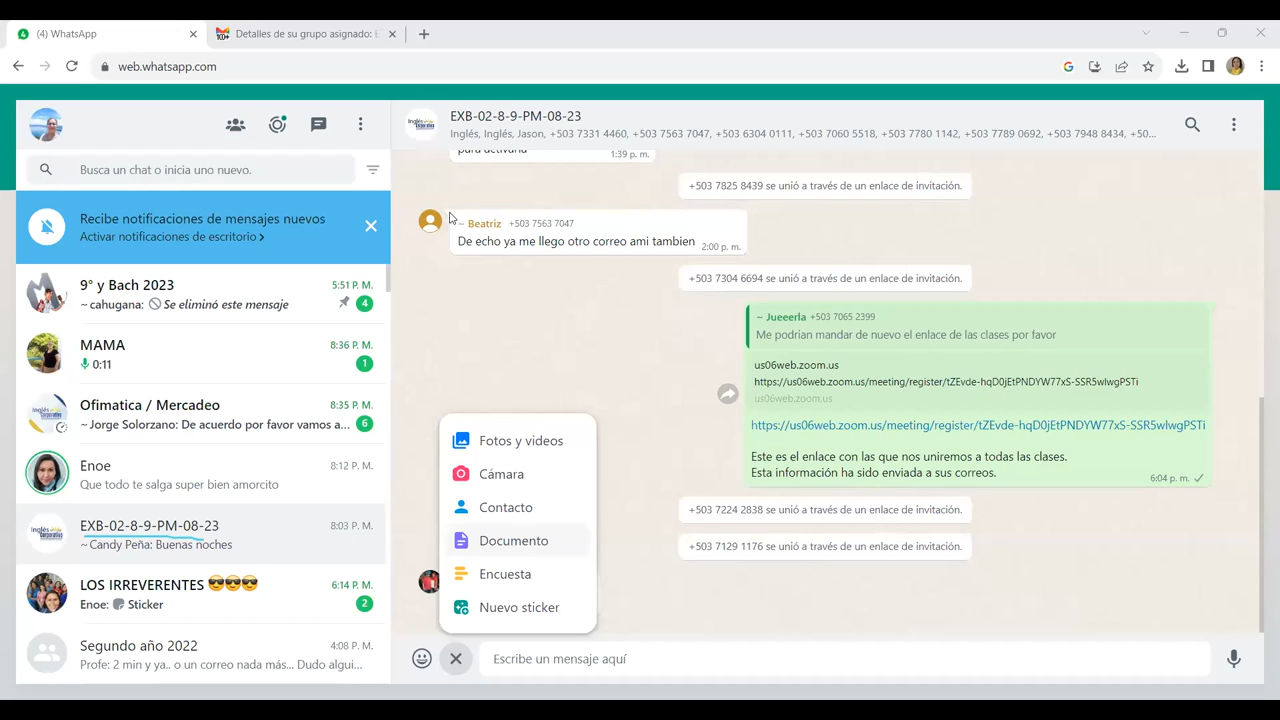 (4) WhatsApp
Detalles de su grupo asignado: E
web.whatsapp.com
Busca un chat o inicia uno nuevo.
Recibe notificaciones de mensajes nuevos
Activar notificaciones de escritorio
9° y Bach 2023 5:51 P. M.
~ cahugana: Se eliminó este mensaje 4
MAMA 8:36 P. M.
0:11 1
Ofimatica / Mercadeo 8:35 P. M.
~ Jorge Solorzano: De acuerdo por favor vamos a... 6
Enoe 8:12 P. M.
Que todo te salga super bien amorcito
EXB-02-8-9-PM-08-23 8:03 P. M.
~ Candy Peña: Buenas noches
LOS IRREVERENTES 😎😎😎 6:14 P. M.
Enoe: Sticker 2
Segundo año 2022 4:08 P. M.
Profe: 2 min y ya.. o un correo nada más... Dudo algui...
EXB-02-8-9-PM-08-23
Inglés, Inglés, Jason, +503 7331 4460, +503 7563 7047, +503 6304 0111, +503 7060 5518, +503 7780 1142, +503 7789 0692, +503 7948 8434, +50...
para activarla 1:39 p. m.
+503 7825 8439 se unió a través de un enlace de invitación.
~ Beatriz +503 7563 7047
De echo ya me llego otro correo ami tambien 2:00 p. m.
+503 7304 6694 se unió a través de un enlace de invitación.
~ Jueeerla +503 7065 2399
Me podrian mandar de nuevo el enlace de las clases por favor
us06web.zoom.us
https://us06web.zoom.us/meeting/register/tZEvde-hqD0jEtPNDYW77xS-SSR5wIwgPSTi
us06web.zoom.us
https://us06web.zoom.us/meeting/register/tZEvde-hqD0jEtPNDYW77xS-SSR5wIwgPSTi
Este es el enlace con las que nos uniremos a todas las clases.
Esta información ha sido enviada a sus correos. 6:04 p. m.
+503 7224 2838 se unió a través de un enlace de invitación.
+503 7129 1176 se unió a través de un enlace de invitación.
Fotos y videos
Cámara
Contacto
Documento
Encuesta
Nuevo sticker
Escribe un mensaje aquí